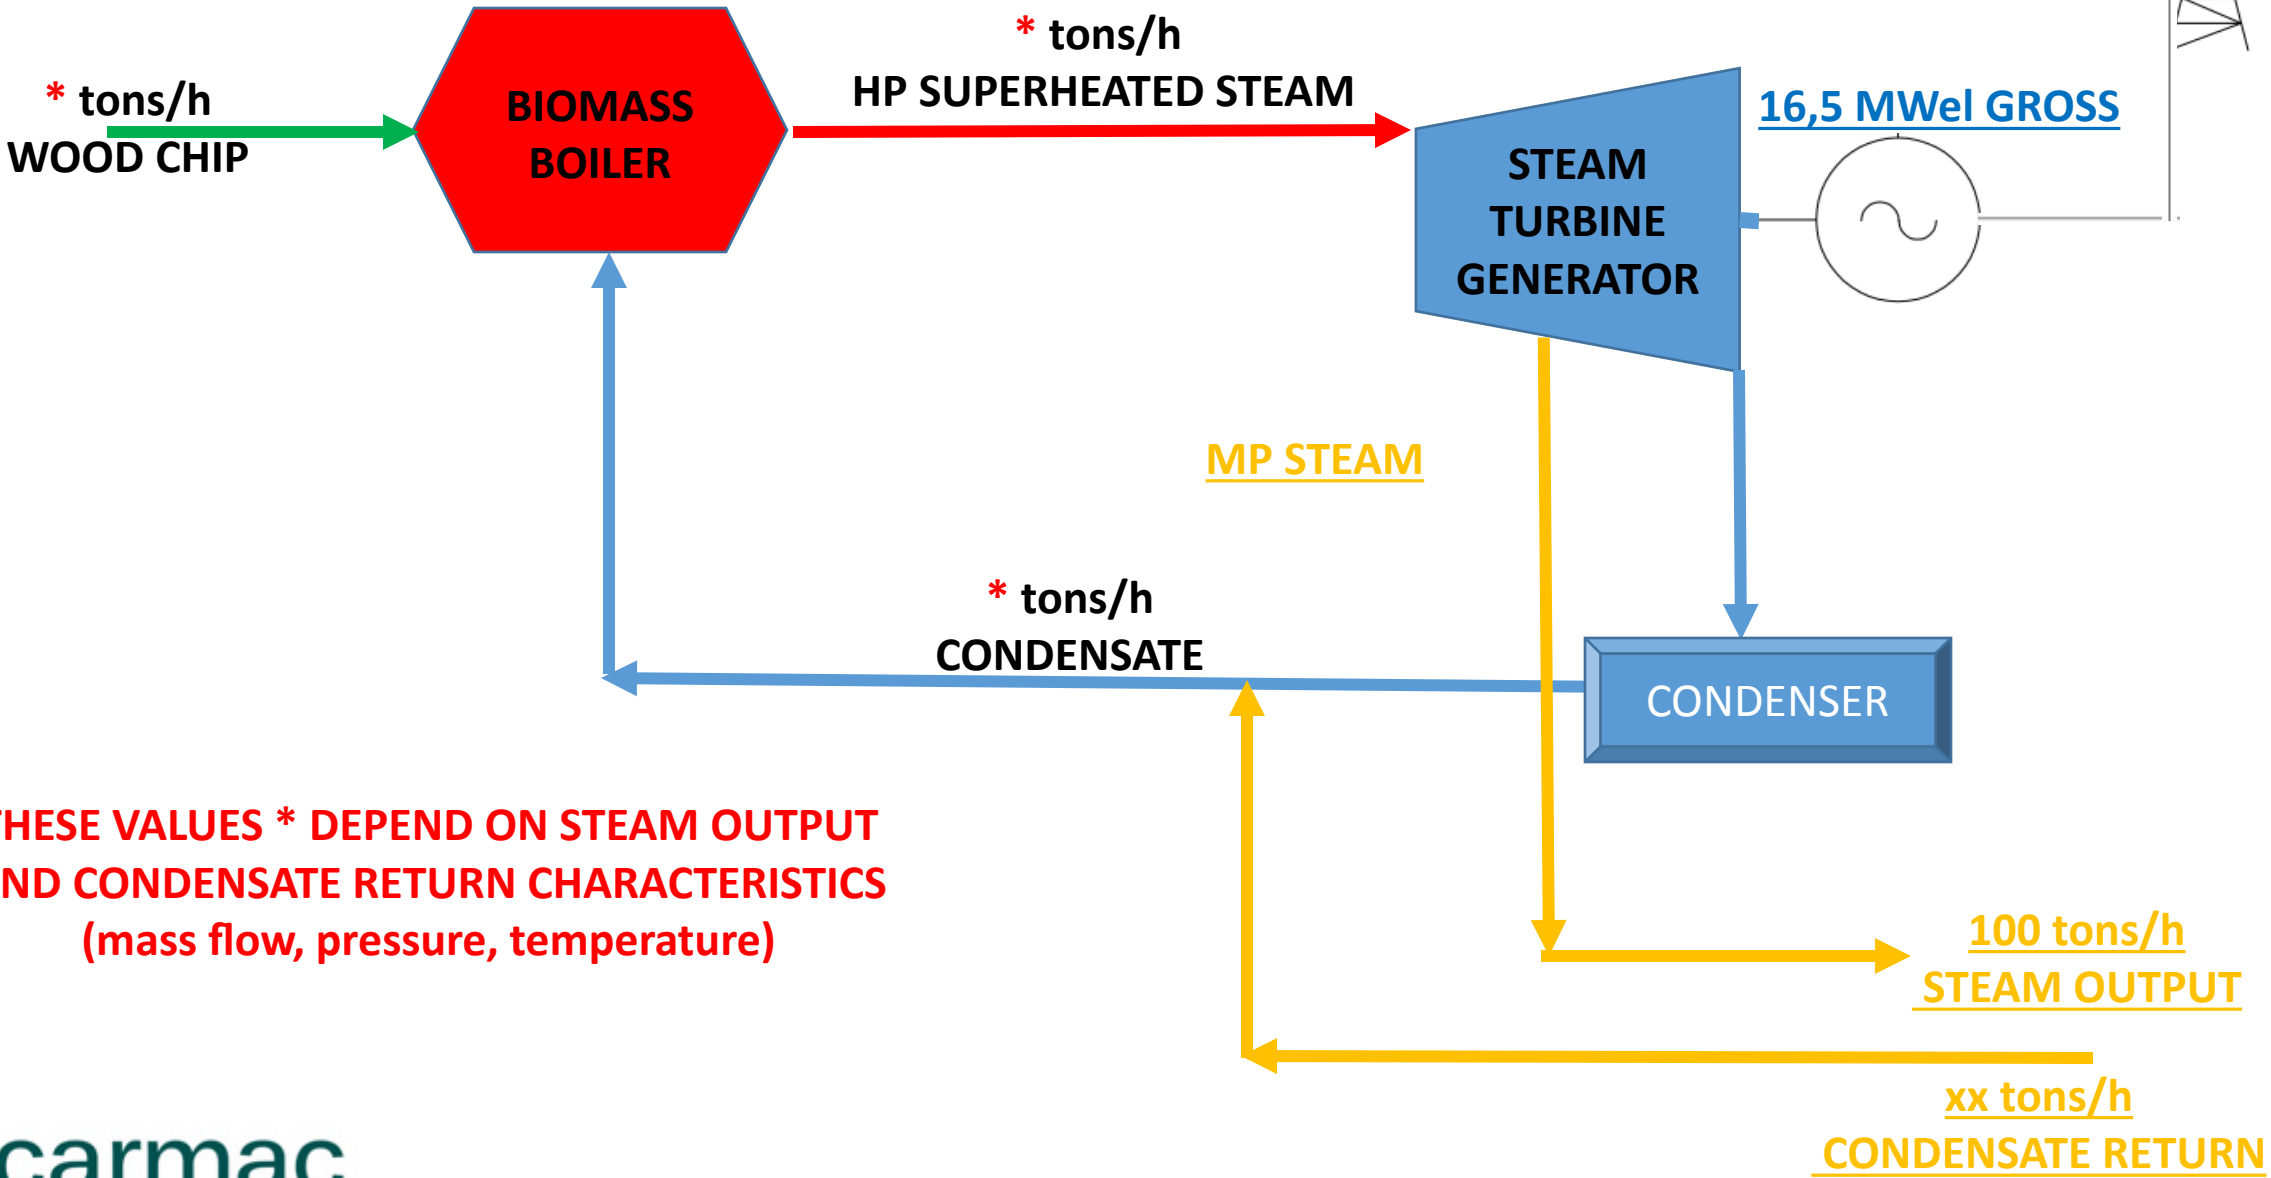 * tons/h
WOOD CHIP
BIOMASS
BOILER
* tons/h
HP SUPERHEATED STEAM
STEAM
TURBINE
GENERATOR
16,5 MWel GROSS
MP STEAM
* tons/h
CONDENSATE
CONDENSER
THESE VALUES * DEPEND ON STEAM OUTPUT
ND CONDENSATE RETURN CHARACTERISTICS
(mass flow, pressure, temperature)
100 tons/h
STEAM OUTPUT
xx tons/h
CONDENSATE RETURN
carmac